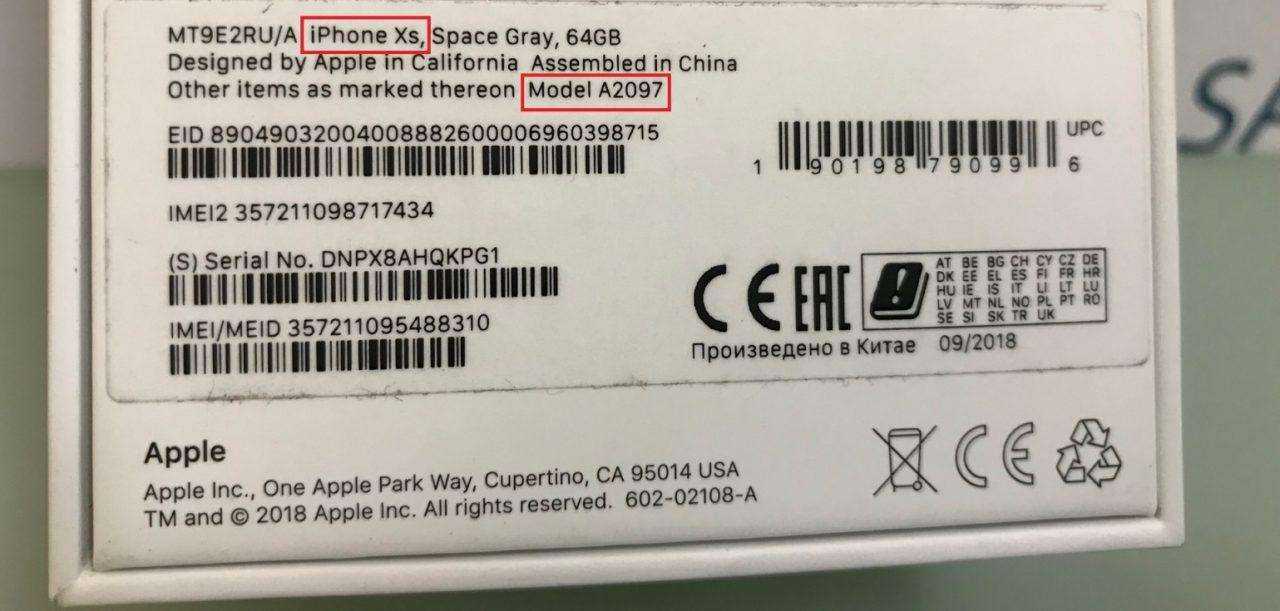 MT9E2RU/A iPhone Xs, Space Gray, 64GB
Designed by Apple in California Assembled in China
Other items as marked thereon Model A2097
EID 89049032004008882600006960398715
UPC
1 90198 79099 6
IMEI2 357211098717434
(S) Serial No. DNPX8AHQKPG1
IMEI/MEID 357211095488310
CE EAC
AT BE BG CH CY CZ DE
DK EE EL ES FI FR HR
HU IE IS IT LI LT LU
LV MT NL NO PL PT RO
SE SI SK TR UK
Произведено в Китае 09/2018
Apple
Apple Inc., One Apple Park Way, Cupertino, CA 95014 USA
TM and © 2018 Apple Inc. All rights reserved. 602-02108-A
CE
SA